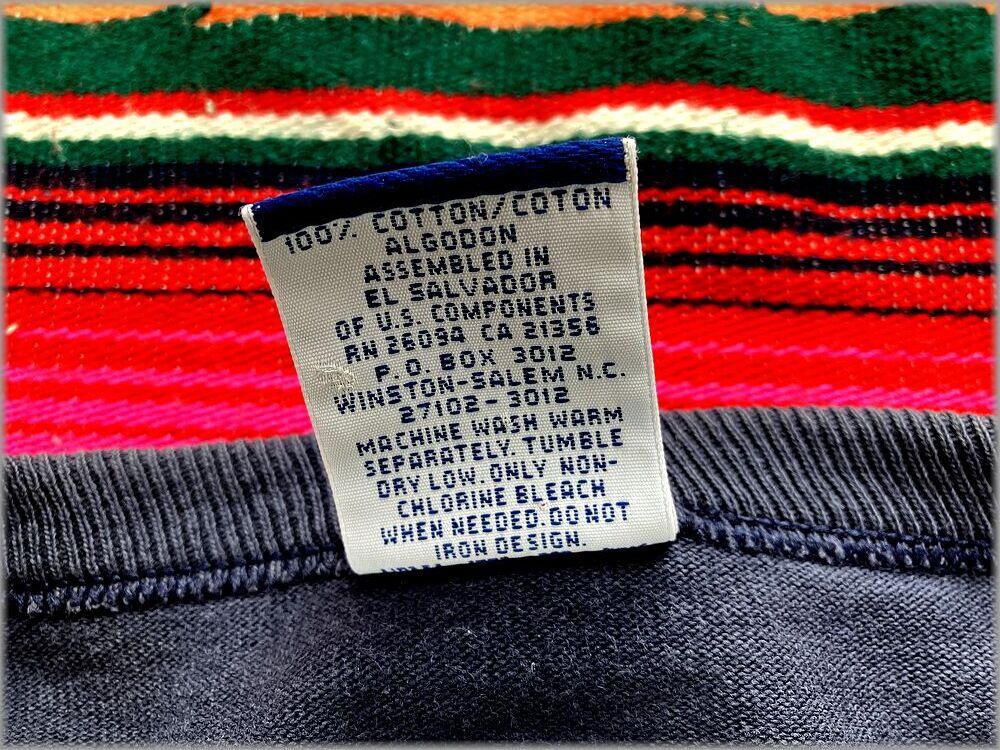 100% COTTON/COTON
ALGODON
ASSEMBLED IN
EL SALVADOR
OF U.S. COMPONENTS
RN 26094 CA 21356
P.O. BOX 3012
WINSTON-SALEM N.C.
27102-3012
MACHINE WASH WARM
SEPARATELY. TUMBLE
DRY LOW. ONLY NON-
CHLORINE BLEACH
WHEN NEEDED. DO NOT
IRON DESIGN.